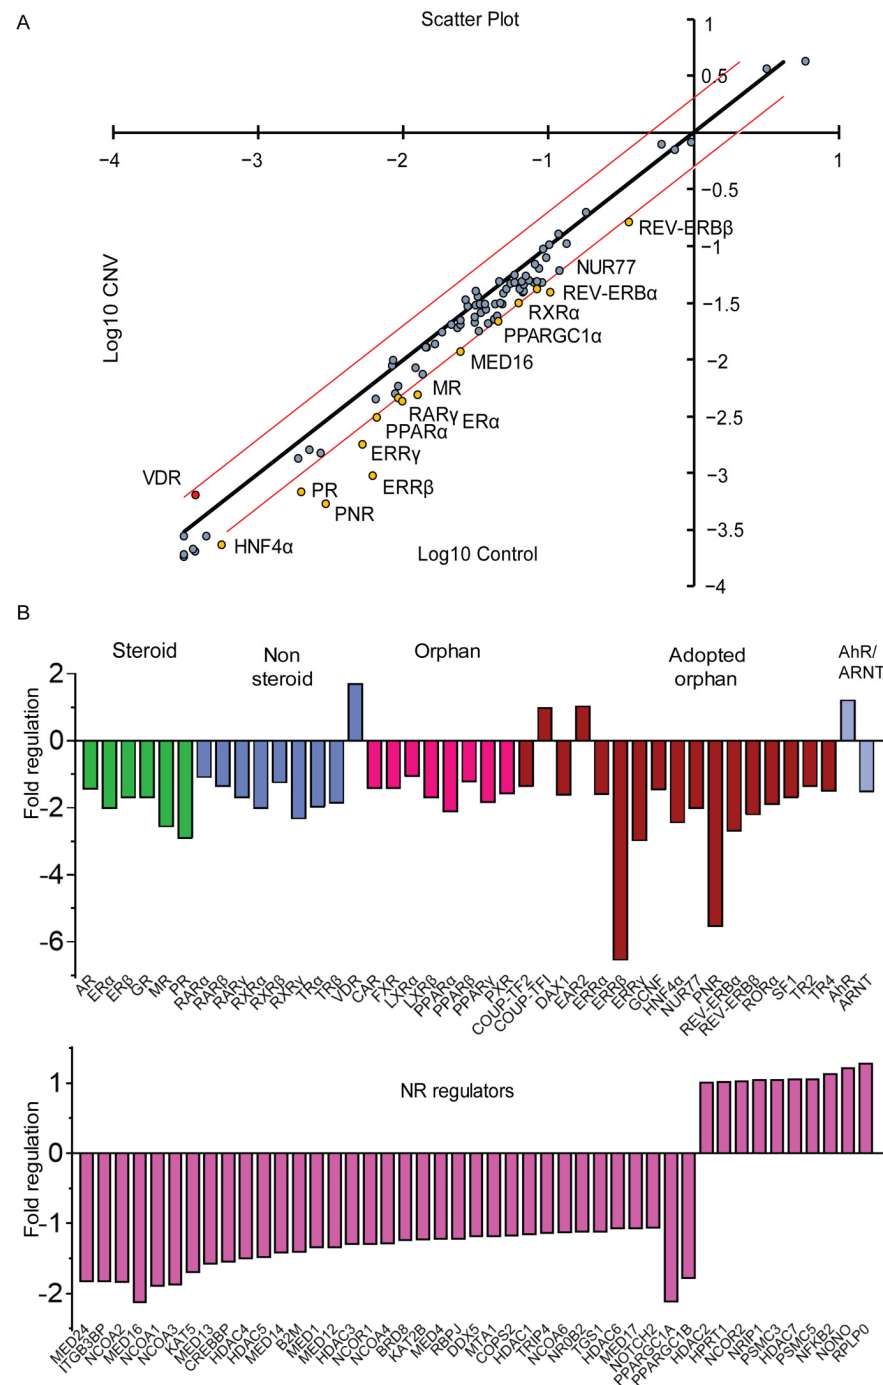 A
Scatter Plot
1
0.5
−4
−3
−2
−1
1
−0.5
REV-ERBβ
−1
NUR77
REV-ERBα
−1.5
RXRα
PPARGC1α
MED16
−2
MR
RARγ
ERα
PPARα
−2.5
ERRγ
VDR
ERRβ
−3
PR
PNR
−3.5
HNF4α
Log10 Control
−4
Log10 CNV
B
Steroid
Non
steroid
Orphan
Adopted
orphan
AhR/
ARNT
Fold regulation
2
0
-2
-4
-6
AR
ERα
ERβ
GR
MR
PR
RARα
RARβ
RARγ
RXRα
RXRβ
RXRγ
TRα
TRβ
VDR
CAR
FXR
LXRα
LXRβ
PPARα
PPARβ
PPARγ
PXR
COUP-TF2
COUP-TFI
DAX1
EAR2
ERRα
ERRβ
ERRγ
GCNF
HNF4α
NUR77
PNR
REV-ERBα
REV-ERBβ
RORα
SF1
TR2
TR4
AhR
ARNT
NR regulators
Fold regulation
1
0
-1
-2
MED24
ITGB3BP
NCOA2
MED16
NCOA1
NCOA3
KAT5
MED13
CREBBP
HDAC4
HDAC5
MED14
B2M
MED1
MED12
HDAC3
NCOR1
NCOA4
BRD8
KAT2B
MED4
RBPJ
DDX5
MTA1
COPS2
HDAC1
TRIP4
NCOA6
NR0B2
TGS1
HDAC6
MED17
NOTCH2
PPARGC1A
PPARGC1B
HDAC2
HPRT1
NCOR2
NRIP1
PSMC3
HDAC7
PSMC5
NFKB2
NONO
RPLP0